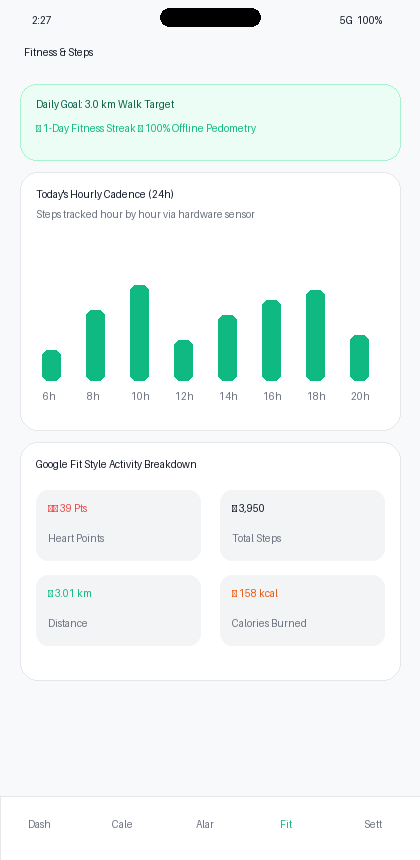 2:27
5G 100%
Fitness & Steps
Daily Goal: 3.0 km Walk Target
1-Day Fitness Streak 100% Offline Pedometry
Today's Hourly Cadence (24h)
Steps tracked hour by hour via hardware sensor
6h 8h 10h 12h 14h 16h 18h 20h
Google Fit Style Activity Breakdown
39 Pts
Heart Points
3,950
Total Steps
3.01 km
Distance
158 kcal
Calories Burned
Dash Cale Alar Fit Sett